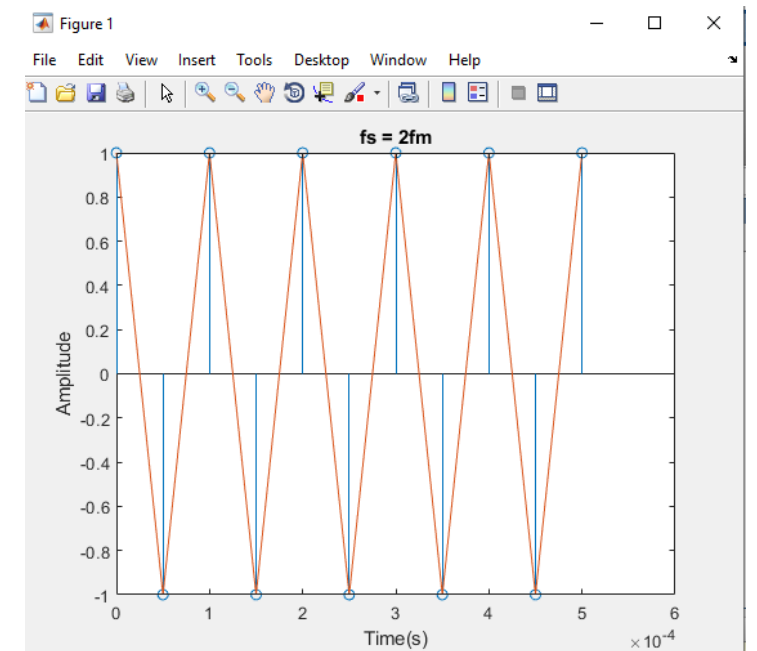 Figure 1
File Edit View Insert Tools Desktop Window Help
fs = 2fm
1
0.8
0.6
0.4
0.2
0
-0.2
-0.4
-0.6
-0.8
-1
Amplitude
0 1 2 3 4 5 6
Time(s)
×10⁻⁴